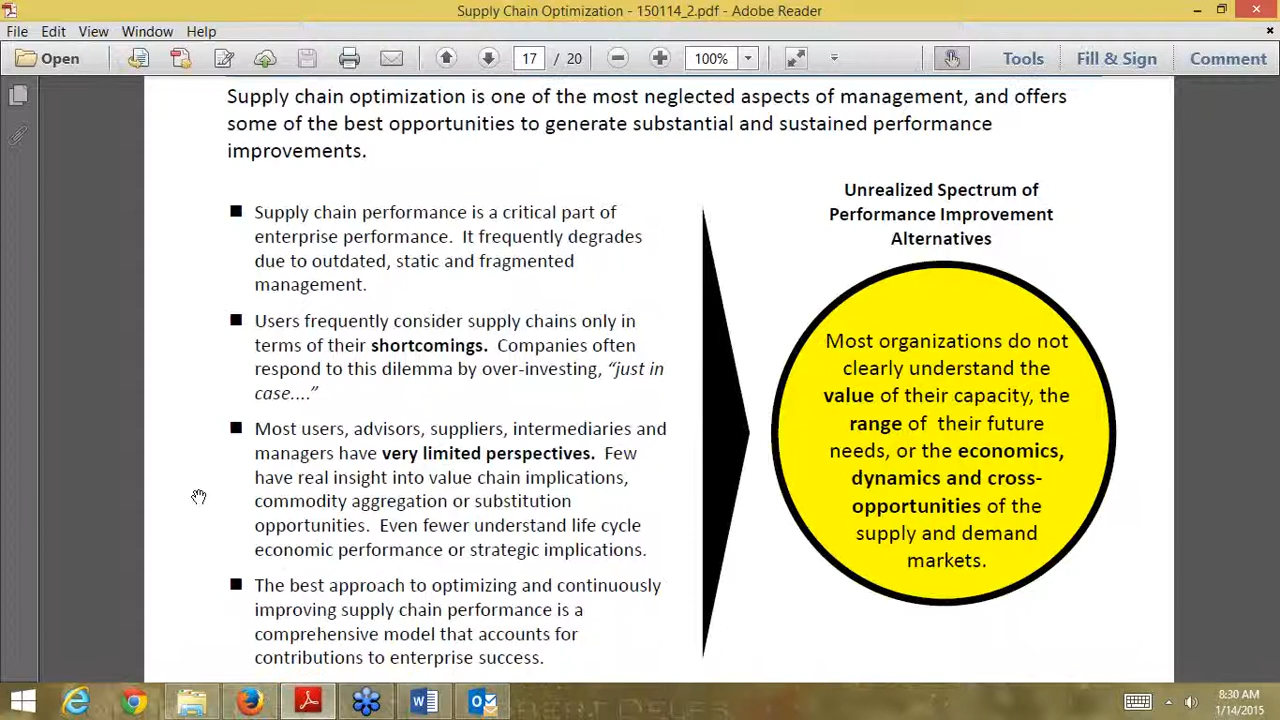 Supply Chain Optimization - 150114_2.pdf - Adobe Reader
File Edit View Window Help
Open 17 / 20 100% Tools Fill & Sign Comment
Supply chain optimization is one of the most neglected aspects of management, and offers
some of the best opportunities to generate substantial and sustained performance
improvements.
■ Supply chain performance is a critical part of
enterprise performance. It frequently degrades
due to outdated, static and fragmented
management.
■ Users frequently consider supply chains only in
terms of their shortcomings. Companies often
respond to this dilemma by over-investing, “just in
case....”
■ Most users, advisors, suppliers, intermediaries and
managers have very limited perspectives. Few
have real insight into value chain implications,
commodity aggregation or substitution
opportunities. Even fewer understand life cycle
economic performance or strategic implications.
■ The best approach to optimizing and continuously
improving supply chain performance is a
comprehensive model that accounts for
contributions to enterprise success.
Unrealized Spectrum of
Performance Improvement
Alternatives
Most organizations do not
clearly understand the
value of their capacity, the
range of their future
needs, or the economics,
dynamics and cross-
opportunities of the
supply and demand
markets.
8:30 AM
1/14/2015